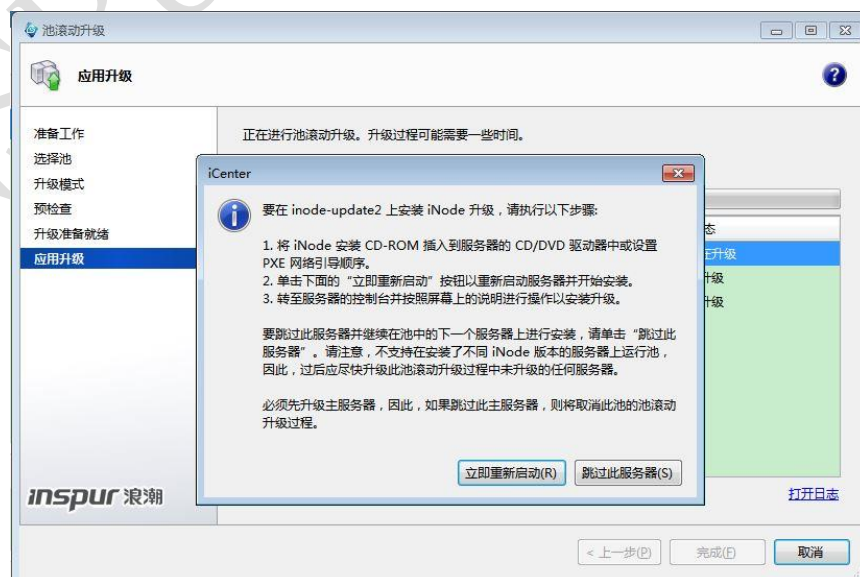 池滚动升级
应用升级
准备工作
选择池
升级模式
预检查
升级准备就绪
应用升级
正在进行池滚动升级。升级过程可能需要一些时间。
态
升级
升级
iCenter
要在 inode-update2 上安装 iNode 升级，请执行以下步骤:
1. 将 iNode 安装 CD-ROM 插入到服务器的 CD/DVD 驱动器中或设置
PXE 网络引导顺序。
2. 单击下面的“立即重新启动”按钮以重新启动服务器并开始安装。
3. 转至服务器的控制台并按照屏幕上的说明进行操作以安装升级。
要跳过此服务器并继续在池中的下一个服务器上进行安装，请单击“跳过此
服务器”。请注意，不支持在安装了不同 iNode 版本的服务器上运行池，
因此，过后应尽快升级此池滚动升级过程中未升级的任何服务器。
必须先升级主服务器，因此，如果跳过此主服务器，则将取消此池的池滚动
升级过程。
立即重新启动(R) 跳过此服务器(S)
inspur 浪潮
打开日志
< 上一步(P) 完成(F) 取消